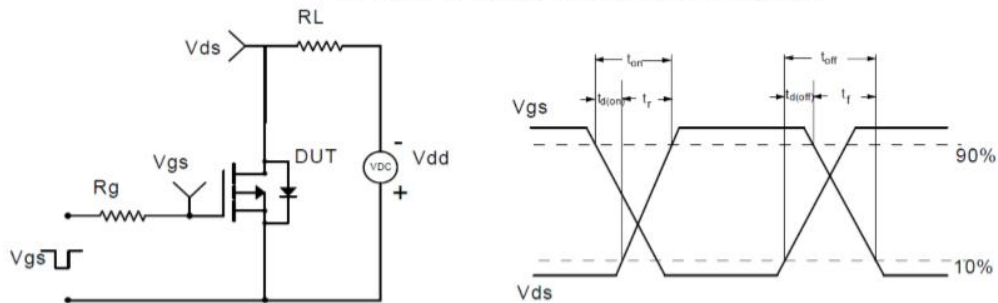 RL
Vds
Vgs
DUT
Rg
VDC
-
Vdd
+
Vgs
ton
toff
td(on)
tr
td(off)
tf
Vgs
90%
10%
Vds